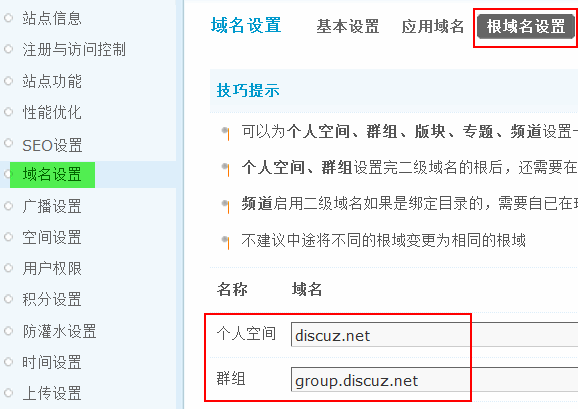 站点信息
注册与访问控制
站点功能
性能优化
SEO设置
域名设置
广播设置
空间设置
用户权限
积分设置
防灌水设置
时间设置
上传设置
域名设置 基本设置 应用域名 根域名设置
技巧提示
可以为个人空间、群组、版块、专题、频道设置
个人空间、群组设置完二级域名的根后，还需要在
频道启用二级域名如果是绑定目录的，需要自己在
不建议中途将不同的根域变更为相同的根域
名称 域名
个人空间 discuz.net
群组 group.discuz.net